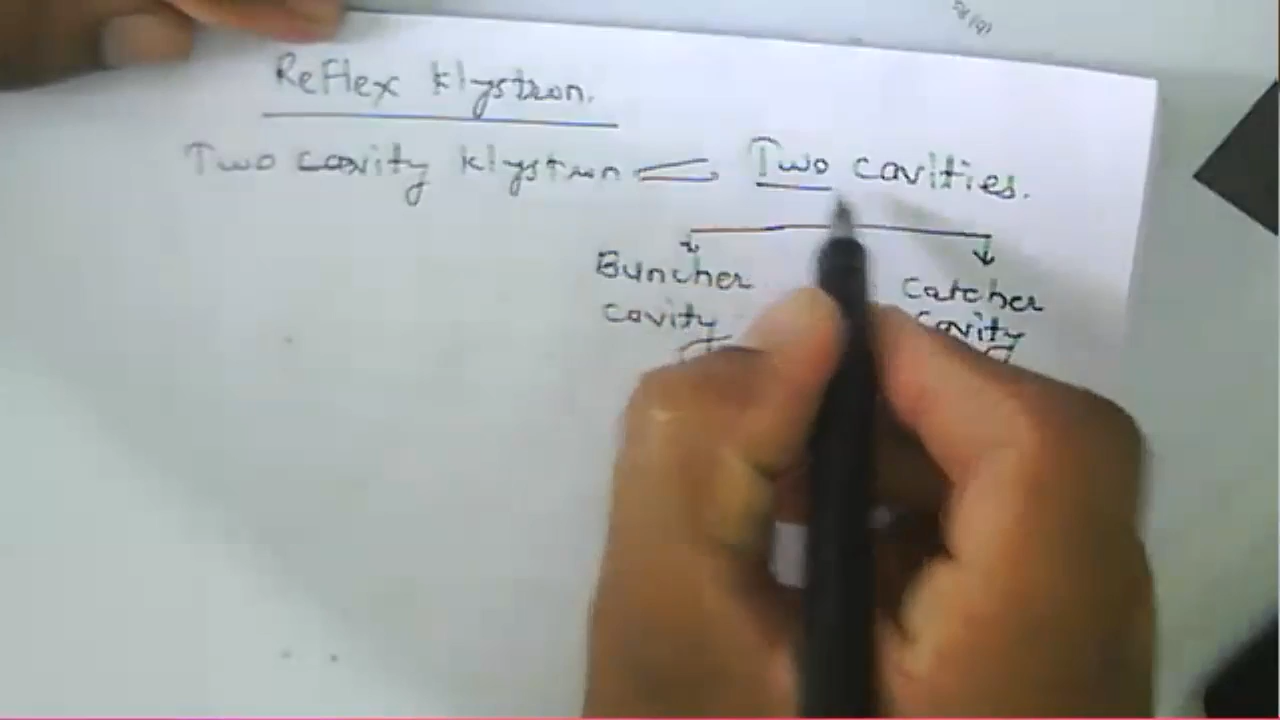 Reflex Klystron.
Two cavity klystron Two cavities.
Buncher cavity
Catcher cavity